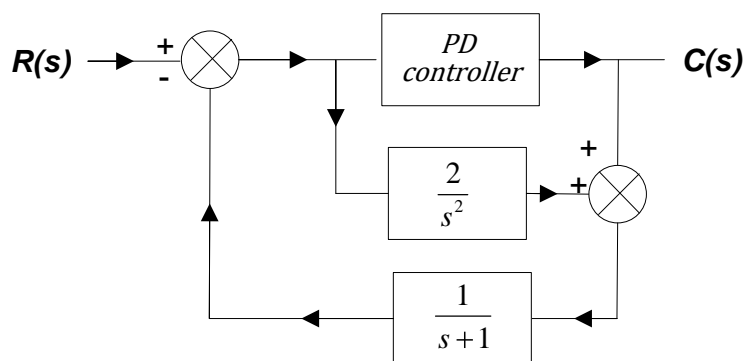 R(s)
+
-
PD
controller
C(s)
+
+
2
s²
1
s + 1